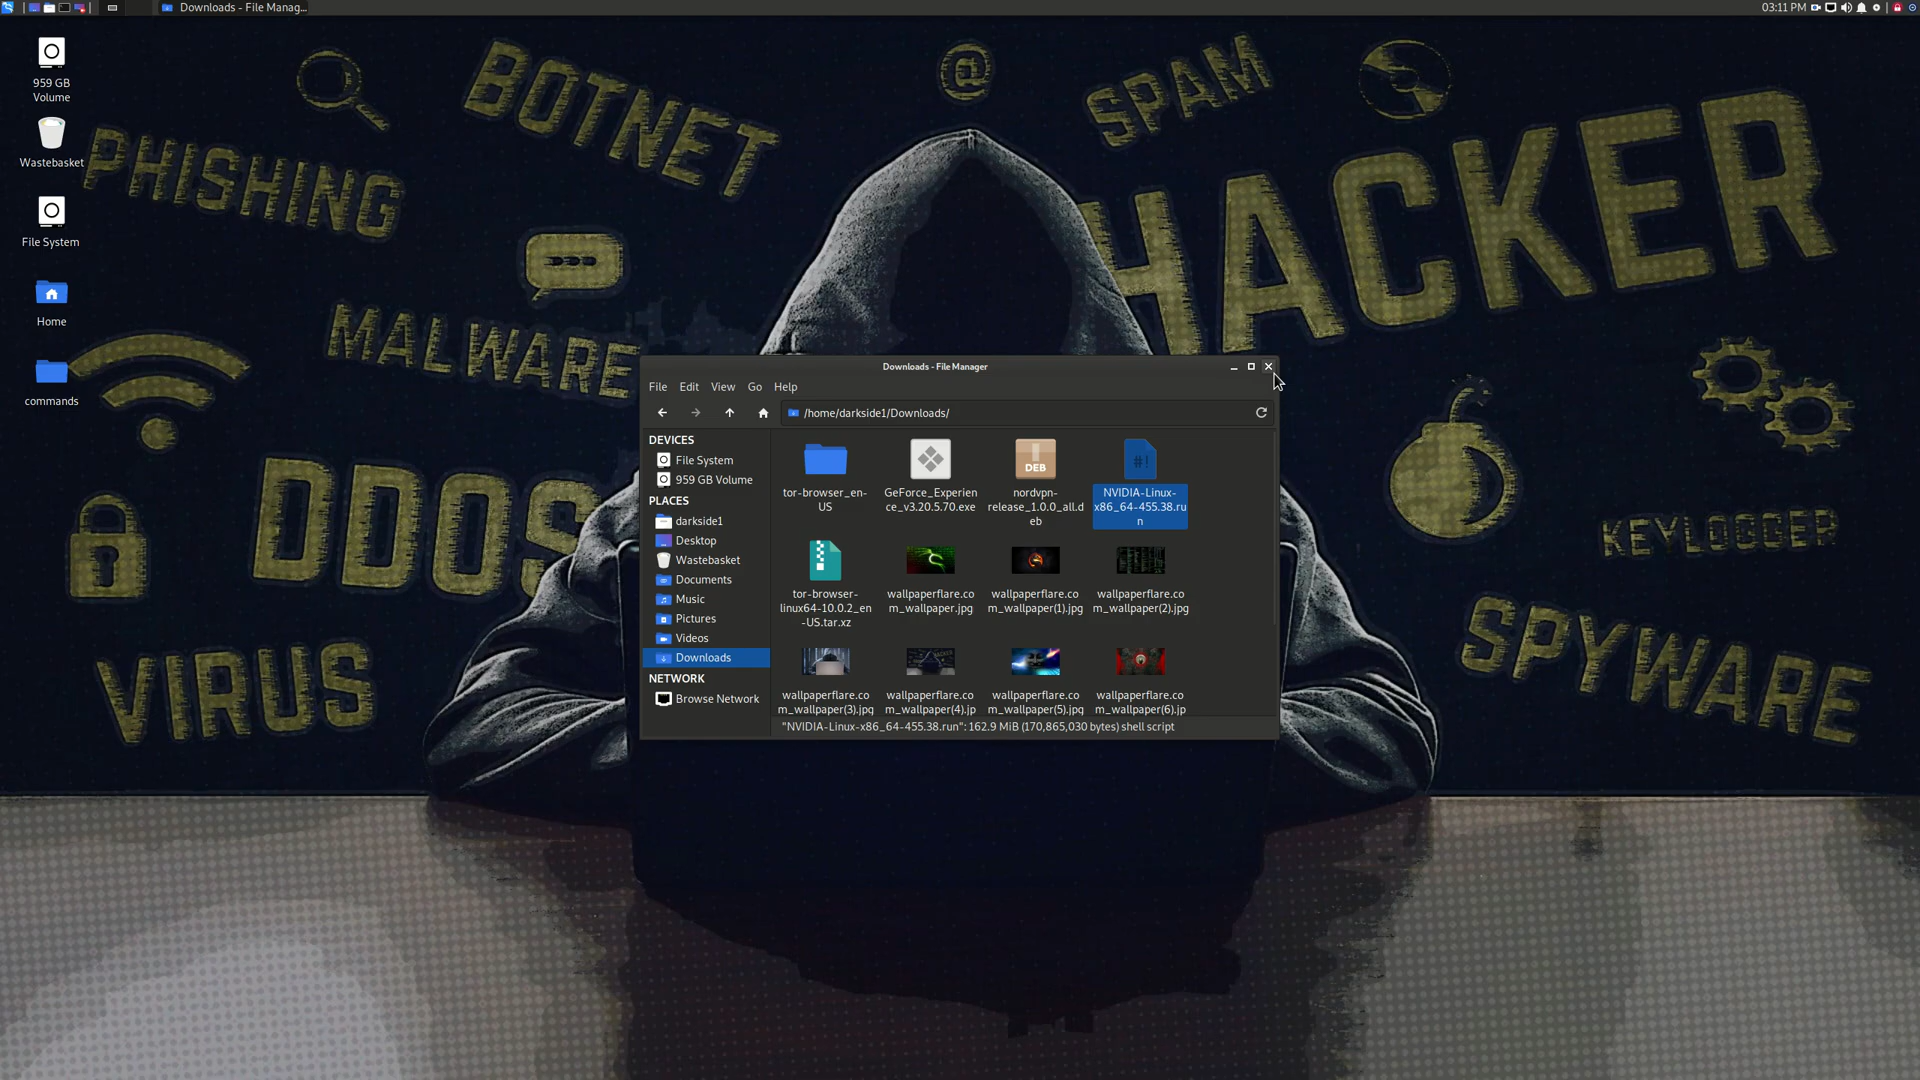 Downloads - File Manag...
03:11 PM
959 GB
Volume
Wastebasket
File System
Home
commands
PHISHING
BOTNET
@
SPAM
HACKER
MALWARE
DDOS
VIRUS
KEYLOGGER
SPYWARE
Downloads - File Manager
File Edit View Go Help
/home/darkside1/Downloads/
DEVICES
File System
959 GB Volume
PLACES
darkside1
Desktop
Wastebasket
Documents
Music
Pictures
Videos
Downloads
NETWORK
Browse Network
tor-browser_en-
US
GeForce_Experien
ce_v3.20.5.70.exe
DEB
nordvpn-
release_1.0.0_all.d
eb
#!
NVIDIA-Linux-
x86_64-455.38.ru
n
tor-browser-
linux64-10.0.2_en
-US.tar.xz
wallpaperflare.co
m_wallpaper.jpg
wallpaperflare.co
m_wallpaper(1).jpg
wallpaperflare.co
m_wallpaper(2).jpg
wallpaperflare.co
m_wallpaper(3).jpg
wallpaperflare.co
m_wallpaper(4).jp
wallpaperflare.co
m_wallpaper(5).jpg
wallpaperflare.co
m_wallpaper(6).jp
"NVIDIA-Linux-x86_64-455.38.run": 162.9 MiB (170,865,030 bytes) shell script